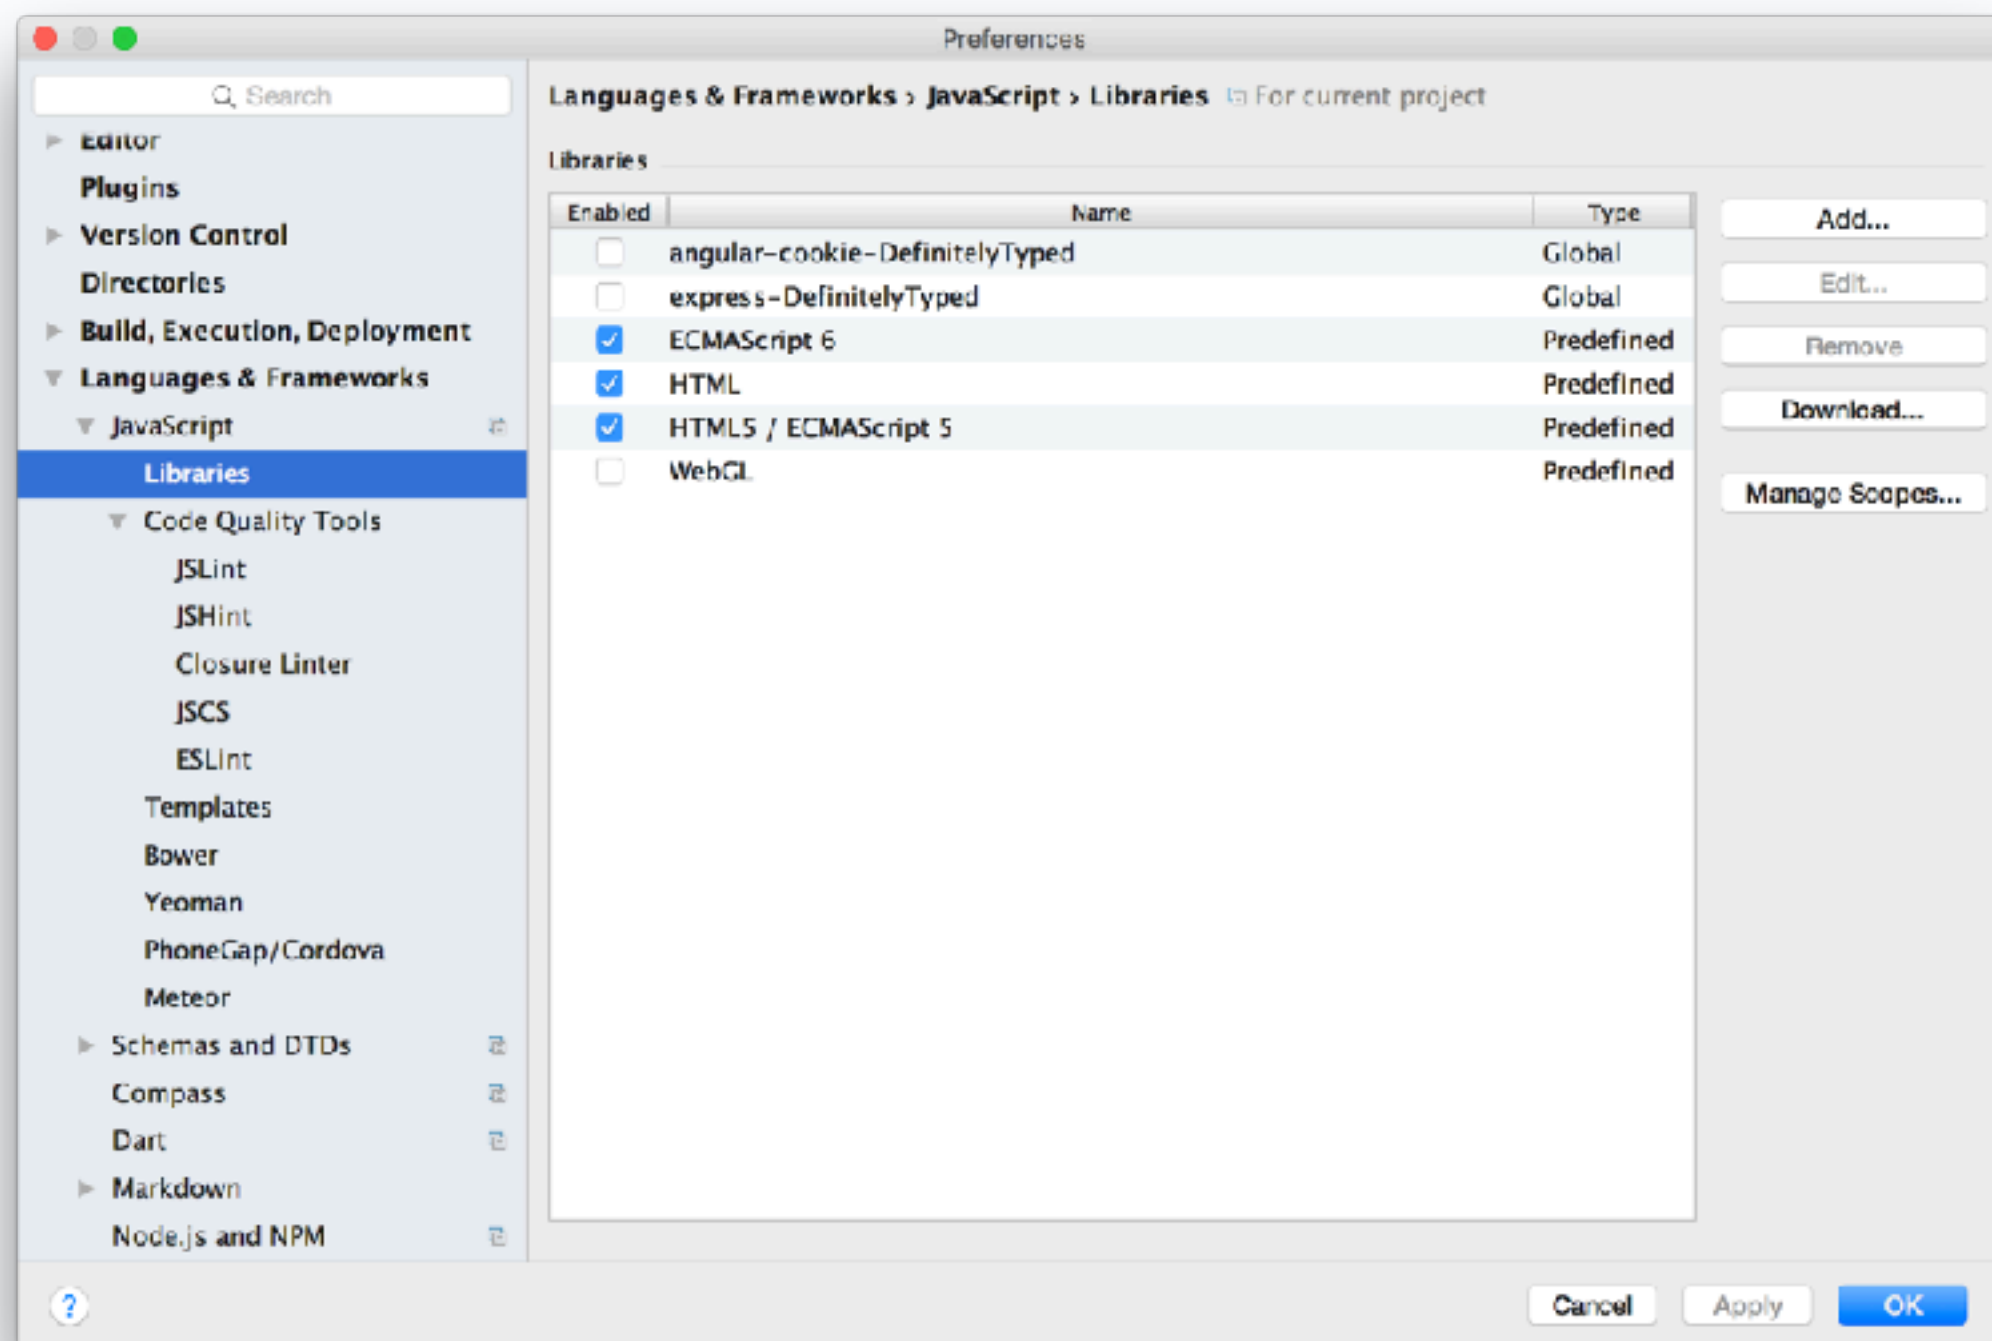 Preferences
Search
Editor
Plugins
Version Control
Directories
Build, Execution, Deployment
Languages & Frameworks
JavaScript
Libraries
Code Quality Tools
JSLint
JSHint
Closure Linter
JSCS
ESLint
Templates
Bower
Yeoman
PhoneGap/Cordova
Meteor
Schemas and DTDs
Compass
Dart
Markdown
Node.js and NPM
Languages & Frameworks › JavaScript › Libraries For current project
Libraries
Enabled Name Type
angular-cookie-DefinitelyTyped Global
express-DefinitelyTyped Global
ECMAScript 6 Predefined
HTML Predefined
HTML5 / ECMAScript 5 Predefined
WebGL Predefined
Add...
Edit...
Remove
Download...
Manage Scopes...
?
Cancel Apply OK